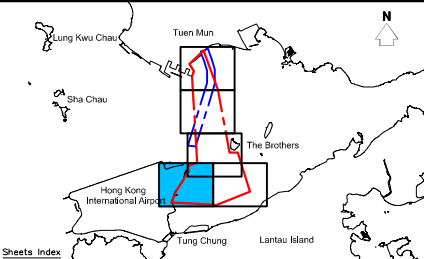 N
Tuen Mun
Lung Kwu Chau
Sha Chau
The Brothers
Hong Kong
International Airport
Tung Chung
Lantau Island
Sheets Index